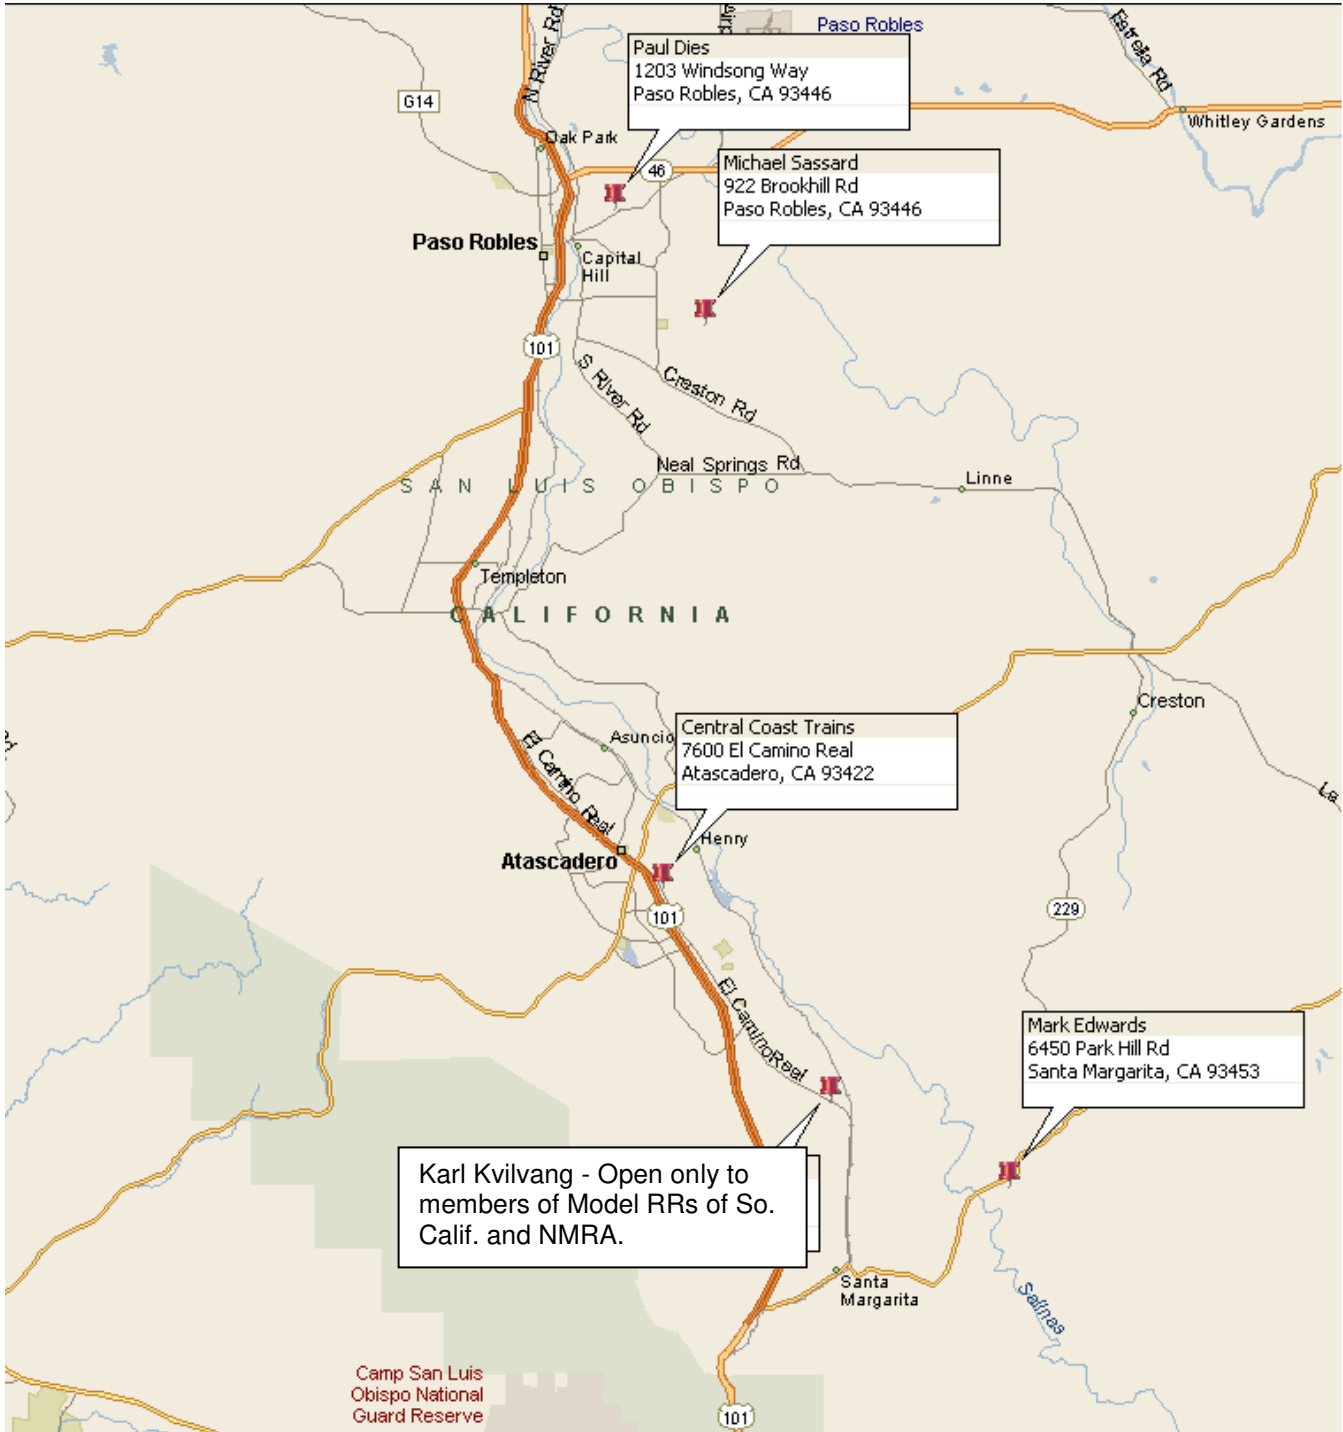 N River Rd
Airp
Paso Robles
Estrella Rd
Paul Dies
1203 Windsong Way
Paso Robles, CA 93446
G14
Whitley Gardens
Oak Park
46
Michael Sassard
922 Brookhill Rd
Paso Robles, CA 93446
Paso Robles
Capital
Hill
101
S River Rd
Creston Rd
Neal Springs Rd
Linne
SAN LUIS OBISPO
Templeton
CALIFORNIA
Creston
Central Coast Trains
7600 El Camino Real
Atascadero, CA 93422
Asuncio
El Camino Real
La
Henry
Atascadero
101
229
El Camino Real
Mark Edwards
6450 Park Hill Rd
Santa Margarita, CA 93453
Karl Kvilvang - Open only to
members of Model RRs of So.
Calif. and NMRA.
Santa
Margarita
Salinas
Camp San Luis
Obispo National
Guard Reserve
101